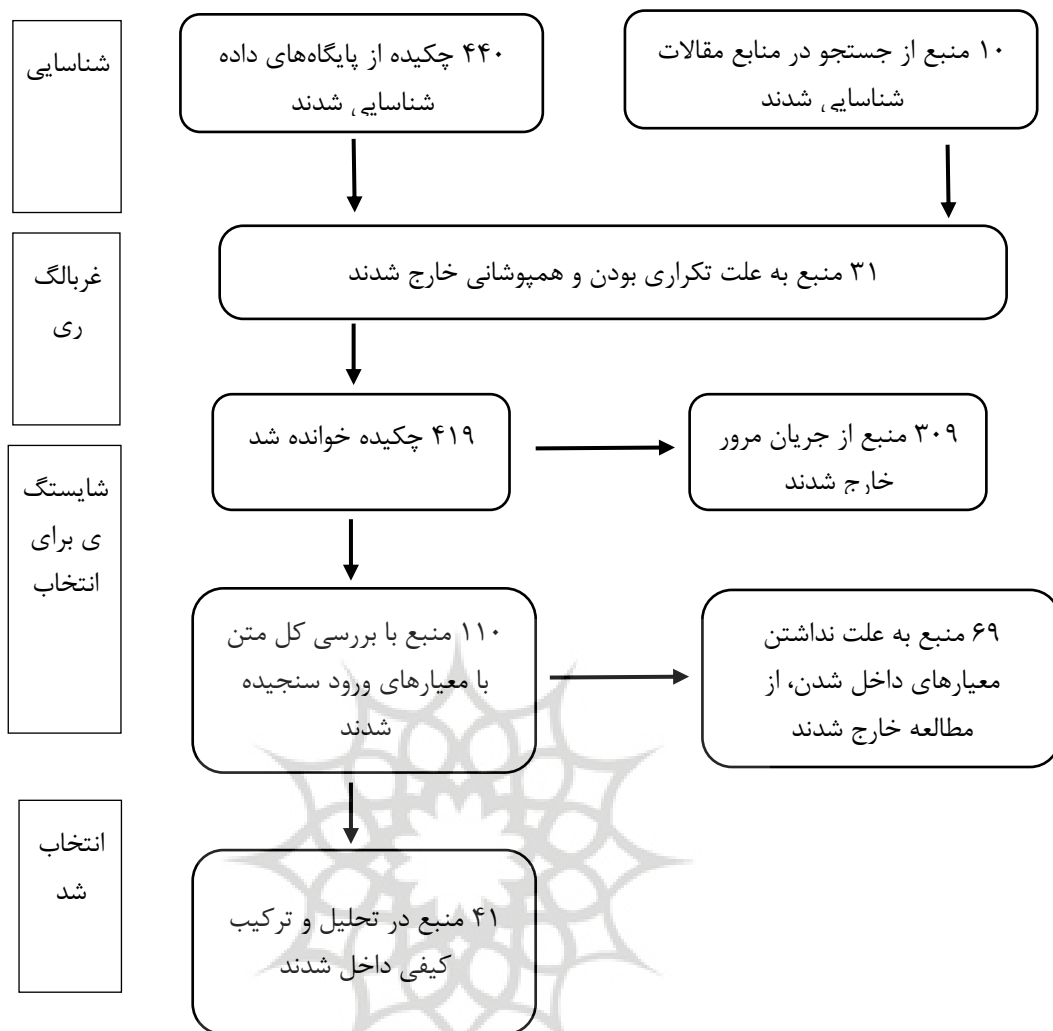 شناسایی
۱۰ منبع از جستجو در منابع مقالات
شناسایی شدند
۴۴۰ چکیده از پایگاه‌های داده
شناسایی شدند
غربالگ
ری
۳۱ منبع به علت تکراری بودن و همپوشانی خارج شدند
۴۱۹ چکیده خوانده شد
۳۰۹ منبع از جریان مرور
خارج شدند
شایستگ
ی برای
انتخاب
۱۱۰ منبع با بررسی کل متن
با معیارهای ورود سنجیده
شدند
۶۹ منبع به علت نداشتن
معیارهای داخل شدن، از
مطالعه خارج شدند
انتخاب
شد
۴۱ منبع در تحلیل و ترکیب
کیفی داخل شدند